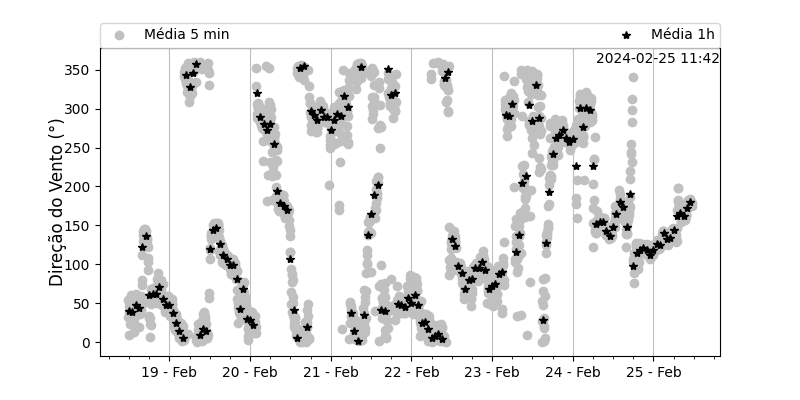 Média 5 min
Média 1h
2024-02-25 11:42
Direção do Vento (°)
350
300
250
200
150
100
50
0
19 - Feb
20 - Feb
21 - Feb
22 - Feb
23 - Feb
24 - Feb
25 - Feb